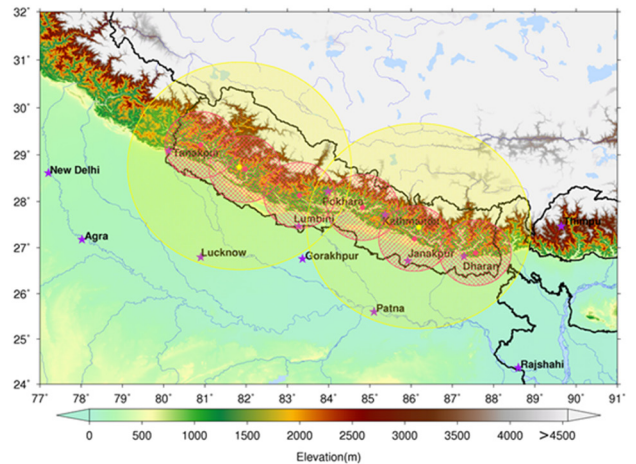 32°
31°
30°
29°
28°
27°
26°
25°
24°
Tanakpur
New Delhi
Pokhara
Lumbini
Kathmandu
Thimpu
Agra
Lucknow
Gorakhpur
Janakpur
Dharan
Patna
Rajshahi
77° 78° 79° 80° 81° 82° 83° 84° 85° 86° 87° 88° 89° 90° 91°
0 500 1000 1500 2000 2500 3000 3500 4000 >4500
Elevation(m)